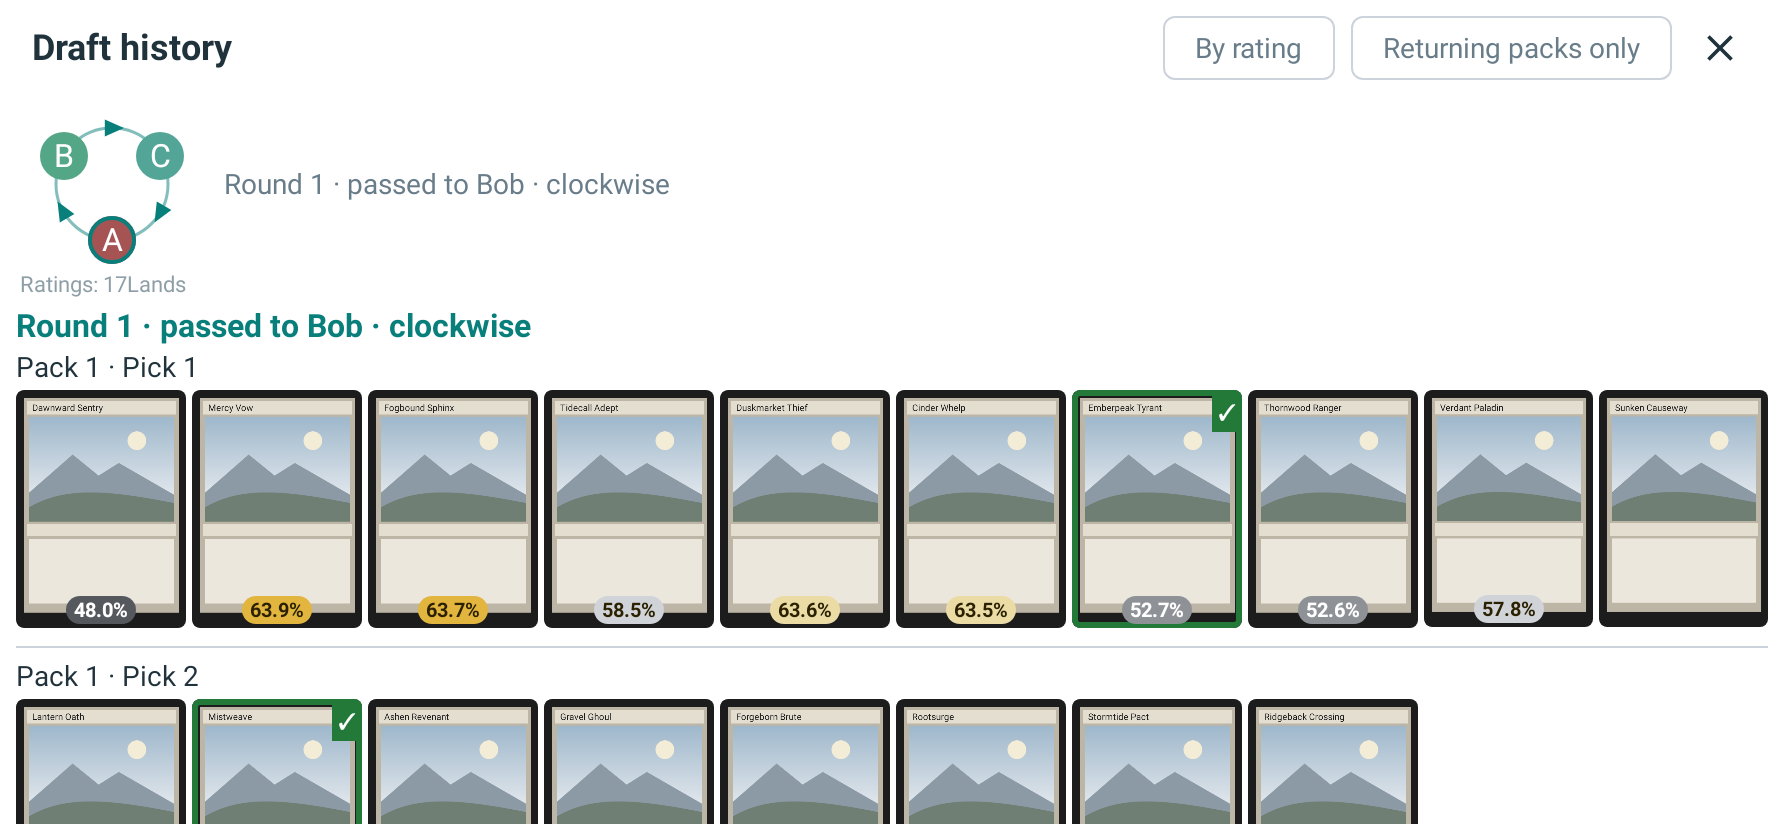 Draft history
By rating
Returning packs only
B
C
A
Round 1 · passed to Bob · clockwise
Ratings: 17Lands
Round 1 · passed to Bob · clockwise
Pack 1 · Pick 1
Dawnward Sentry
Mercy Vow
Fogbound Sphinx
Tidecall Adept
Duskmarket Thief
Cinder Whelp
Emberpeak Tyrant
Thornwood Ranger
Verdant Paladin
Sunken Causeway
48.0%
63.9%
63.7%
58.5%
63.6%
63.5%
52.7%
52.6%
57.8%
Pack 1 · Pick 2
Lantern Oath
Mistweave
Ashen Revenant
Gravel Ghoul
Forgeborn Brute
Rootsurge
Stormtide Pact
Ridgeback Crossing